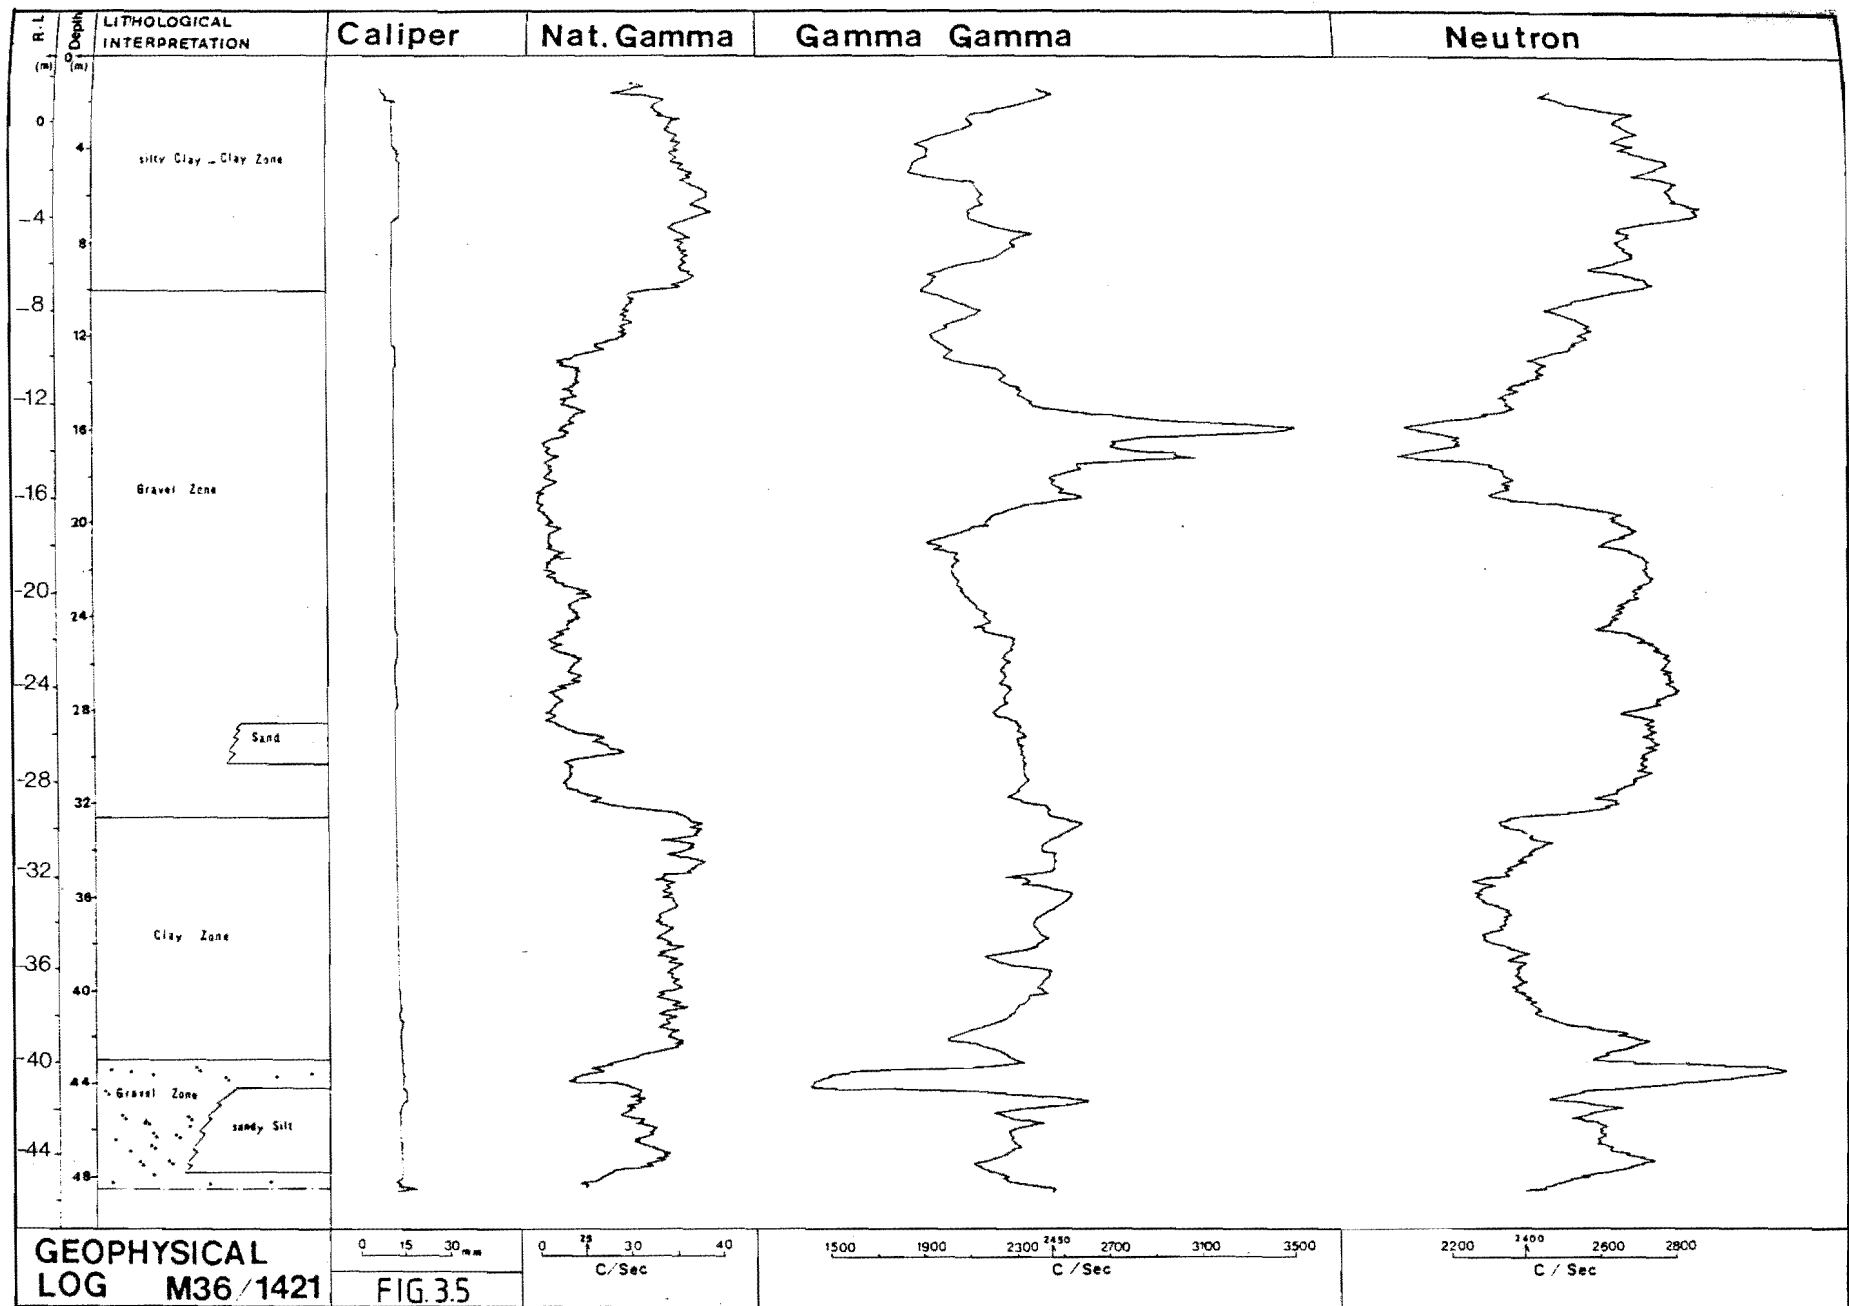 R.L
(m)
Depth
0
(m)
LITHOLOGICAL
INTERPRETATION
Caliper
Nat. Gamma
Gamma Gamma
Neutron
0
-4
-8
-12
-16
-20
-24
-28
-32
-36
-40
-44
4
8
12
16
20
24
28
32
36
40
44
48
silty Clay - Clay Zone
Gravel Zone
Sand
Clay Zone
Gravel Zone
sandy Silt
GEOPHYSICAL
LOG M36/1421
0 15 30 mm
FIG. 3.5
0 25 30 40
C/Sec
1500 1900 2300 2450 2700 3100 3500
C/Sec
2200 2400 2600 2800
C/Sec